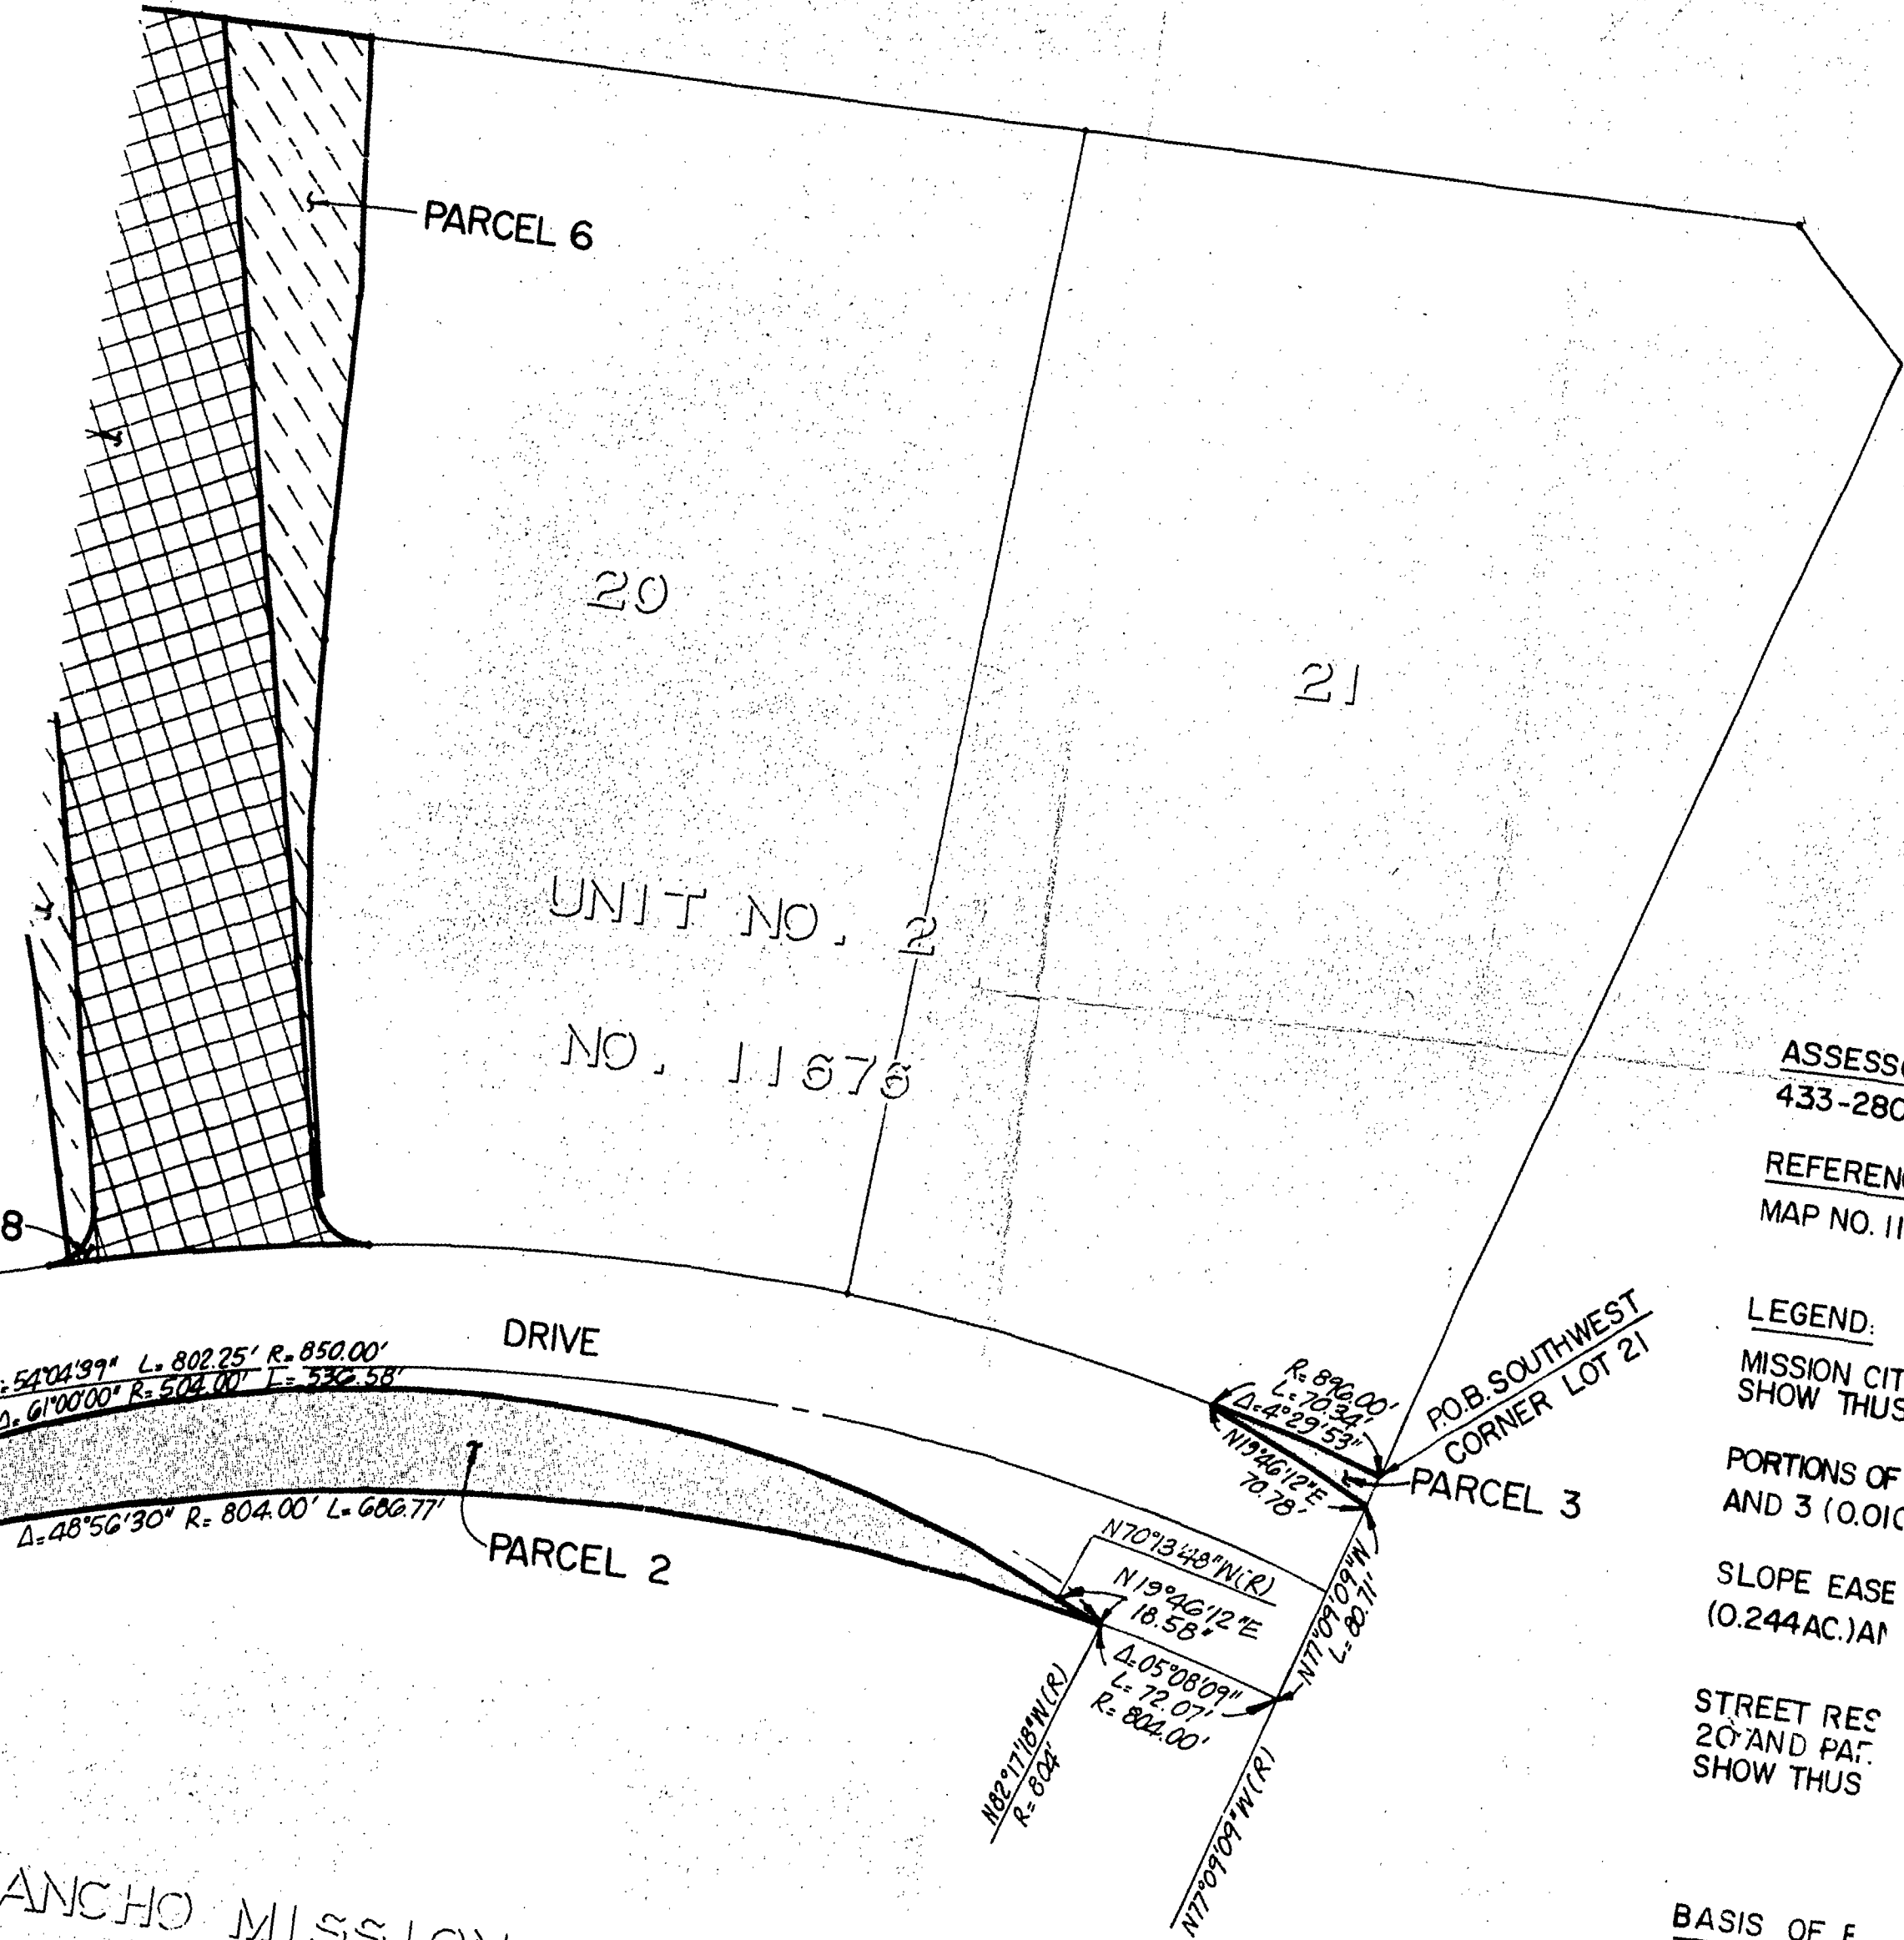 PARCEL 6
20
21
UNIT NO. 2
NO. 11676
8
DRIVE
=54°04'39" L= 802.25' R= 850.00'
Δ= 61°00'00" R= 504.00' L= 536.58'
Δ=48°56'30" R= 804.00' L= 686.77'
PARCEL 2
R= 896.00'
L= 70.34'
Δ=4°29'53"
N19°46'12"E
70.78'
P.O.B. SOUTHWEST
CORNER LOT 21
PARCEL 3
N70°13'48"W(R)
N19°46'12"E
18.58"
Δ=05°08'09"
L= 72.07'
R= 804.00'
N77°09'09"W
L= 80.71'
N82°17'18"W(R)
R= 804'
N77°09'09"W(R)
ANCHO MISSION
ASSESS
433-280
REFEREN
MAP NO. 11
LEGEND:
MISSION CIT
SHOW THUS
PORTIONS OF
AND 3 (0.010
SLOPE EASE
(0.244AC.)AN
STREET RES
20 AND PAR.
SHOW THUS
BASIS OF